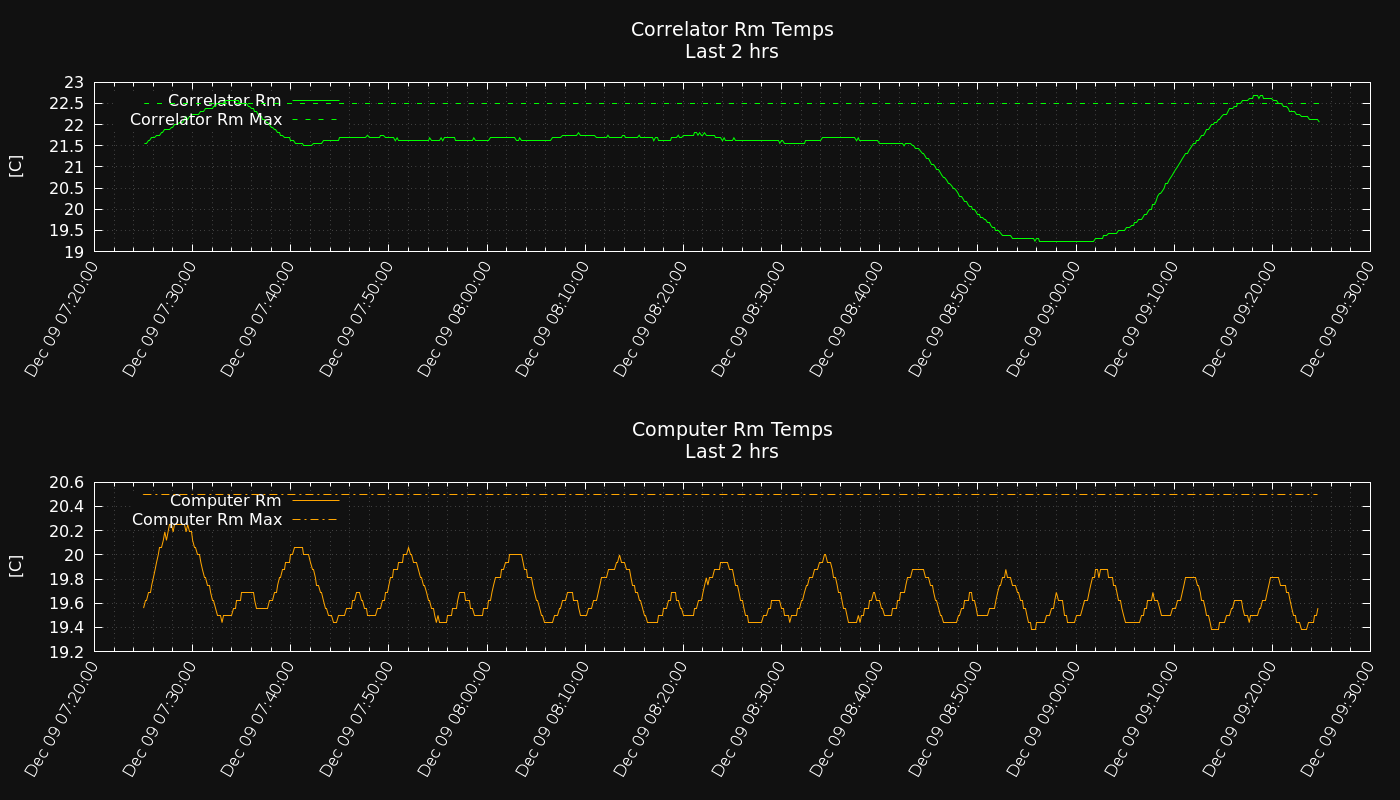 Correlator Rm Temps
Last 2 hrs
[C]
23
22.5
22
21.5
21
20.5
20
19.5
19
Correlator Rm
Correlator Rm Max
Dec 09 07:20:00
Dec 09 07:30:00
Dec 09 07:40:00
Dec 09 07:50:00
Dec 09 08:00:00
Dec 09 08:10:00
Dec 09 08:20:00
Dec 09 08:30:00
Dec 09 08:40:00
Dec 09 08:50:00
Dec 09 09:00:00
Dec 09 09:10:00
Dec 09 09:20:00
Dec 09 09:30:00
Computer Rm Temps
Last 2 hrs
[C]
20.6
20.4
20.2
20
19.8
19.6
19.4
19.2
Computer Rm
Computer Rm Max
Dec 09 07:20:00
Dec 09 07:30:00
Dec 09 07:40:00
Dec 09 07:50:00
Dec 09 08:00:00
Dec 09 08:10:00
Dec 09 08:20:00
Dec 09 08:30:00
Dec 09 08:40:00
Dec 09 08:50:00
Dec 09 09:00:00
Dec 09 09:10:00
Dec 09 09:20:00
Dec 09 09:30:00